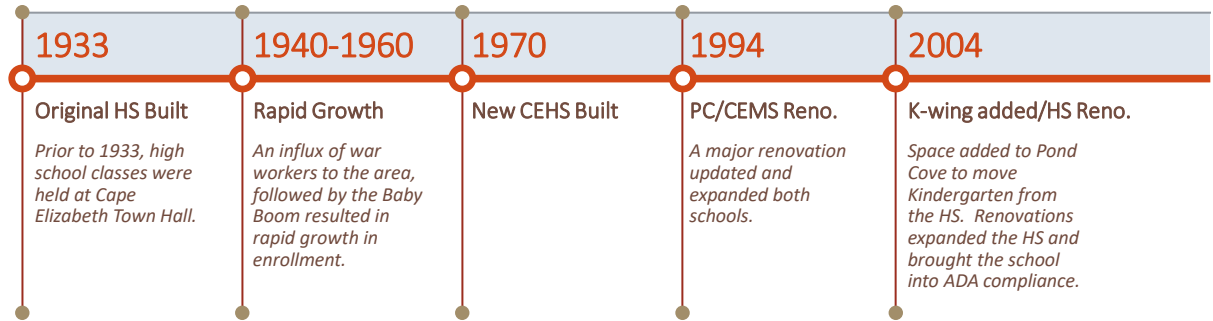 1933
Original HS Built
Prior to 1933, high
school classes were
held at Cape
Elizabeth Town Hall.
1940-1960
Rapid Growth
An influx of war
workers to the area,
followed by the Baby
Boom resulted in
rapid growth in
enrollment.
1970
New CEHS Built
1994
PC/CEMS Reno.
A major renovation
updated and
expanded both
schools.
2004
K-wing added/HS Reno.
Space added to Pond
Cove to move
Kindergarten from
the HS.  Renovations
expanded the HS and
brought the school
into ADA compliance.